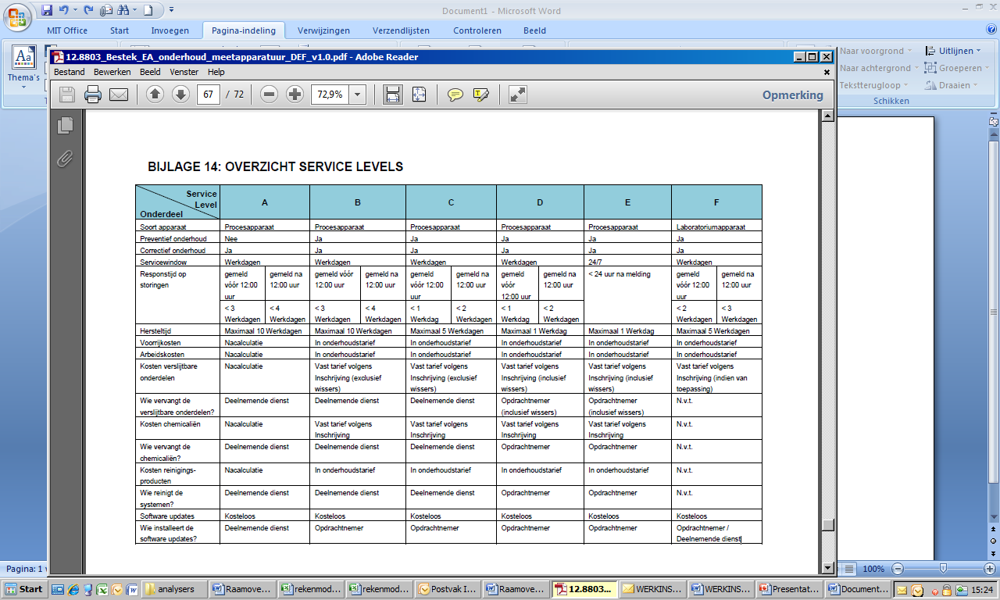 Document1 - Microsoft Word
MIT Office Start Invoegen Pagina-indeling Verwijzingen Verzendlijsten Controleren Beeld
Aa
Thema's
Naar voorgrond Uitlijnen
Naar achtergrond Groeperen
Tekstterugloop Draaien
Schikken
12.8803_Bestek_EA_onderhoud_meetapparatuur_DEF_v1.0.pdf - Adobe Reader
Bestand Bewerken Beeld Venster Help
67 / 72 72,9% Opmerking
BIJLAGE 14: OVERZICHT SERVICE LEVELS
Service
Level
Onderdeel
A B C D E F
Soort apparaat Procesapparaat Procesapparaat Procesapparaat Procesapparaat Procesapparaat Laboratoriumapparaat
Preventief onderhoud Nee Ja Ja Ja Ja Ja
Correctief onderhoud Ja Ja Ja Ja Ja Ja
Servicewindow Werkdagen Werkdagen Werkdagen Werkdagen 24/7 Werkdagen
Responstijd op gemeld gemeld na gemeld vóór gemeld na gemeld gemeld na gemeld gemeld na < 24 uur na melding gemeld gemeld na
storingen vóór 12:00 12:00 uur 12:00 uur 12:00 uur vóór 12:00 12:00 uur vóór 12:00 uur vóór 12:00 12:00 uur
uur uur 12:00 uur uur
< 3 < 4 < 3 < 4 < 1 < 2 < 1 < 2 < 2 < 3
Werkdagen Werkdagen Werkdagen Werkdagen Werkdag Werkdagen Werkdag Werkdagen Werkdagen Werkdagen
Hersteltijd Maximaal 10 Werkdagen Maximaal 10 Werkdagen Maximaal 5 Werkdagen Maximaal 1 Werkdag Maximaal 1 Werkdag Maximaal 5 Werkdagen
Voorrijkosten Nacalculatie In onderhoudstarief In onderhoudstarief In onderhoudstarief In onderhoudstarief In onderhoudstarief
Arbeidskosten Nacalculatie In onderhoudstarief In onderhoudstarief In onderhoudstarief In onderhoudstarief In onderhoudstarief
Kosten verslijtbare Nacalculatie Vast tarief volgens Vast tarief volgens Vast tarief volgens Vast tarief volgens Vast tarief volgens
onderdelen Inschrijving (exclusief Inschrijving (exclusief Inschrijving (inclusief Inschrijving (inclusief Inschrijving (indien van
wissers) wissers) wissers) wissers) toepassing)
Wie vervangt de Deelnemende dienst Deelnemende dienst Deelnemende dienst Opdrachtnemer Opdrachtnemer N.v.t.
verslijtbare onderdelen? (inclusief wissers) (inclusief wissers)
Kosten chemicaliën Nacalculatie Vast tarief volgens Vast tarief volgens Vast tarief volgens Vast tarief volgens N.v.t.
Inschrijving Inschrijving Inschrijving Inschrijving
Wie vervangt de Deelnemende dienst Deelnemende dienst Deelnemende dienst Opdrachtnemer Opdrachtnemer N.v.t.
chemicaliën?
Kosten reinigings- Nacalculatie In onderhoudstarief In onderhoudstarief In onderhoudstarief In onderhoudstarief N.v.t.
producten
Wie reinigt de Deelnemende dienst Deelnemende dienst Deelnemende dienst Opdrachtnemer Opdrachtnemer N.v.t.
systemen?
Software updates Kosteloos Kosteloos Kosteloos Kosteloos Kosteloos Kosteloos
Wie installeert de Deelnemende dienst Opdrachtnemer Opdrachtnemer Opdrachtnemer Opdrachtnemer Opdrachtnemer /
software updates? Deelnemende dienst
Pagina: 1 100%
Start analysers Raamove... rekenmod... rekenmod... Postvak I... Raamove... 12.8803... WERKINS... WERKINS... Presentat... Document... 15:24